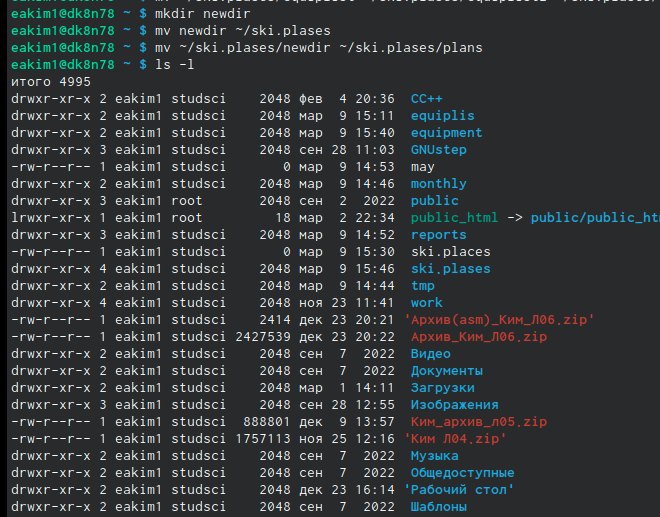 eakim1@dk8n78 ~ $ mkdir newdir
eakim1@dk8n78 ~ $ mv newdir ~/ski.plases
eakim1@dk8n78 ~ $ mv ~/ski.plases/newdir ~/ski.plases/plans
eakim1@dk8n78 ~ $ ls -l
итого 4995
drwxr-xr-x 2 eakim1 studsci    2048 фев  4 20:36  CC++
drwxr-xr-x 2 eakim1 studsci    2048 мар  9 15:11  equiplis
drwxr-xr-x 2 eakim1 studsci    2048 мар  9 15:40  equipment
drwxr-xr-x 3 eakim1 studsci    2048 сен 28 11:03  GNUstep
-rw-r--r-- 1 eakim1 studsci       0 мар  9 14:53  may
drwxr-xr-x 2 eakim1 studsci    2048 мар  9 14:46  monthly
drwxr-xr-x 3 eakim1 root       2048 сен  2  2022  public
lrwxr-xr-x 1 eakim1 root         18 мар  2 22:34  public_html -> public/public_ht
drwxr-xr-x 3 eakim1 studsci    2048 мар  9 14:52  reports
-rw-r--r-- 1 eakim1 studsci       0 мар  9 15:30  ski.places
drwxr-xr-x 4 eakim1 studsci    2048 мар  9 15:46  ski.plases
drwxr-xr-x 2 eakim1 studsci    2048 мар  9 14:44  tmp
drwxr-xr-x 4 eakim1 studsci    2048 ноя 23 11:41  work
-rw-r--r-- 1 eakim1 studsci    2414 дек 23 20:21 'Архив(asm)_Ким_Л06.zip'
-rw-r--r-- 1 eakim1 studsci 2427539 дек 23 20:22  Архив_Ким_Л06.zip
drwxr-xr-x 2 eakim1 studsci    2048 сен  7  2022  Видео
drwxr-xr-x 2 eakim1 studsci    2048 сен  7  2022  Документы
drwxr-xr-x 2 eakim1 studsci    2048 мар  1 14:11  Загрузки
drwxr-xr-x 3 eakim1 studsci    2048 сен 28 12:55  Изображения
-rw-r--r-- 1 eakim1 studsci  888801 дек  9 13:57  Ким_архив_л05.zip
-rw-r--r-- 1 eakim1 studsci 1757113 ноя 25 12:16 'Ким Л04.zip'
drwxr-xr-x 2 eakim1 studsci    2048 сен  7  2022  Музыка
drwxr-xr-x 2 eakim1 studsci    2048 сен  7  2022  Общедоступные
drwxr-xr-x 2 eakim1 studsci    2048 дек 23 16:14 'Рабочий стол'
drwxr-xr-x 2 eakim1 studsci    2048 сен  7  2022  Шаблоны